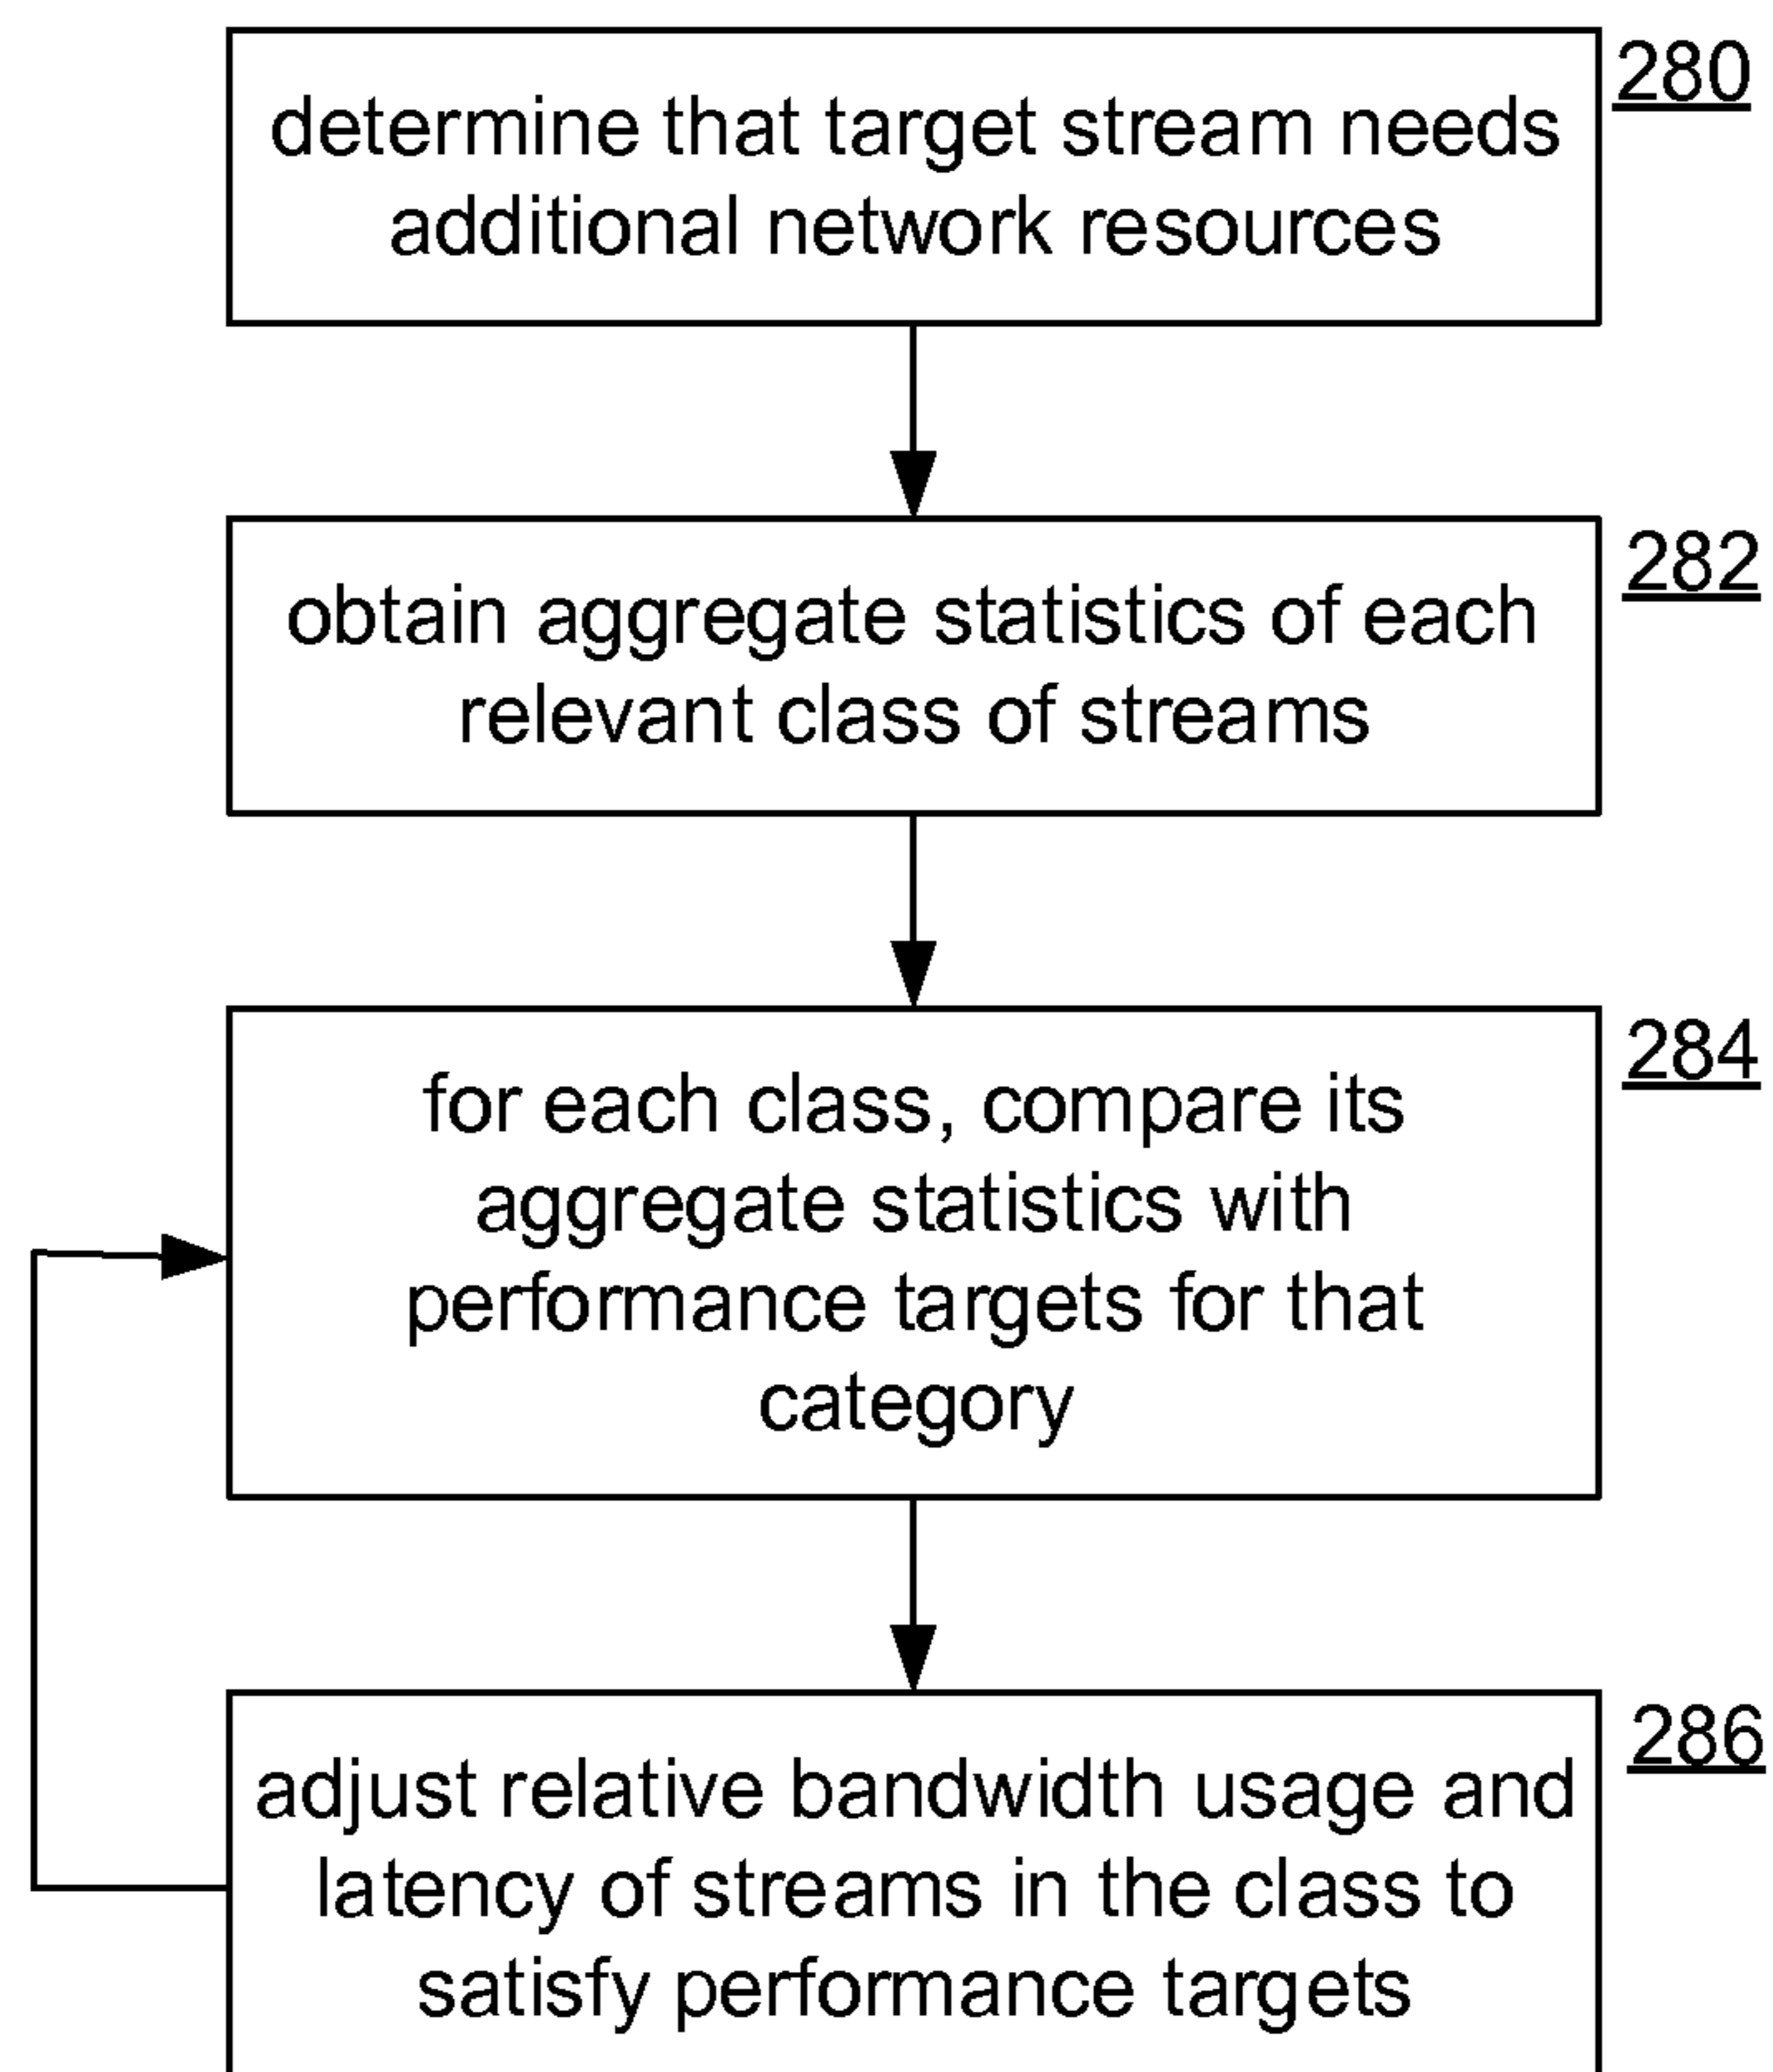 280
determine that target stream needs
additional network resources
282
obtain aggregate statistics of each
relevant class of streams
284
for each class, compare its
aggregate statistics with
performance targets for that
category
286
adjust relative bandwidth usage and
latency of streams in the class to
satisfy performance targets